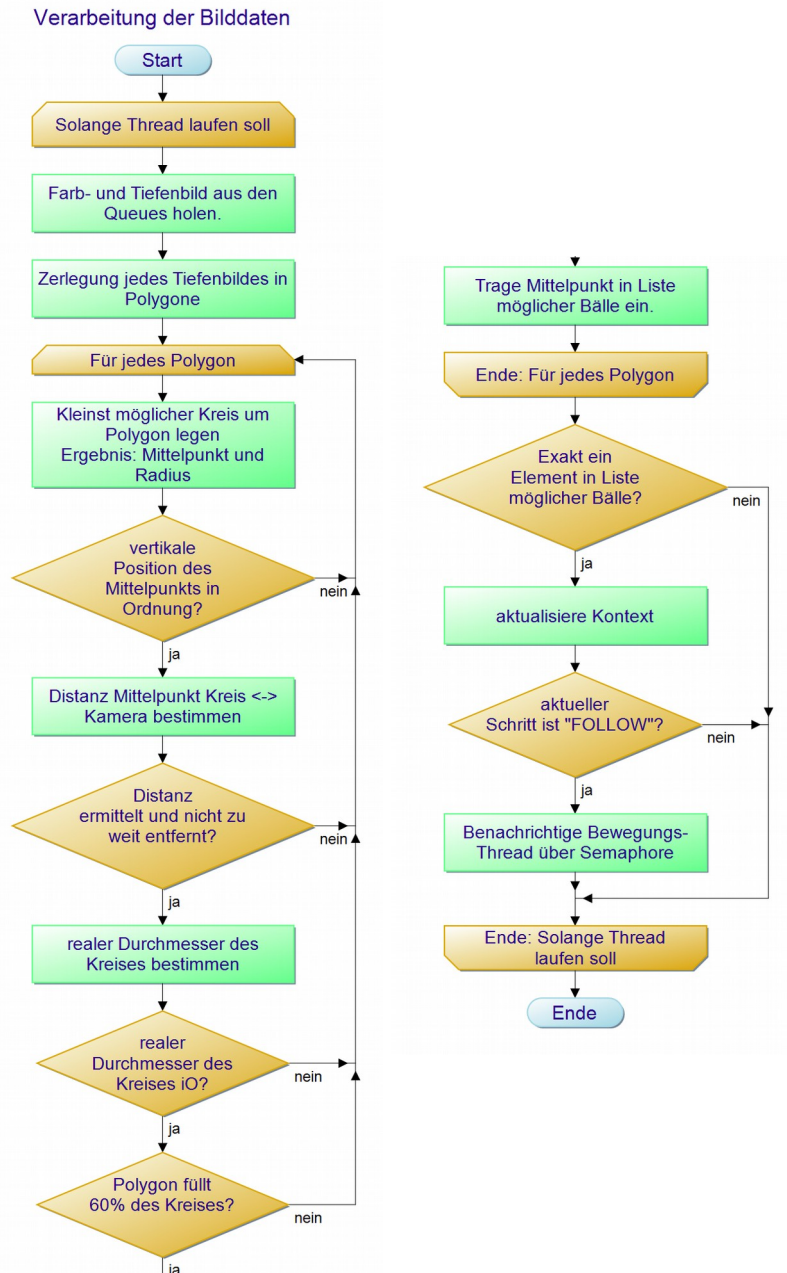 Verarbeitung der Bilddaten
Start
Solange Thread laufen soll
Farb- und Tiefenbild aus den
Queues holen.
Zerlegung jedes Tiefenbildes in
Polygone
Für jedes Polygon
Kleinst möglicher Kreis um
Polygon legen
Ergebnis: Mittelpunkt und
Radius
vertikale
Position des
Mittelpunkts in
Ordnung?
nein
ja
Distanz Mittelpunkt Kreis <->
Kamera bestimmen
Distanz
ermittelt und nicht zu
weit entfernt?
nein
ja
realer Durchmesser des
Kreises bestimmen
realer
Durchmesser des
Kreises iO?
nein
ja
Polygon füllt
60% des Kreises?
nein
ja
Trage Mittelpunkt in Liste
möglicher Bälle ein.
Ende: Für jedes Polygon
Exakt ein
Element in Liste
möglicher Bälle?
nein
ja
aktualisiere Kontext
aktueller
Schritt ist "FOLLOW"?
nein
ja
Benachrichtige Bewegungs-
Thread über Semaphore
Ende: Solange Thread
laufen soll
Ende